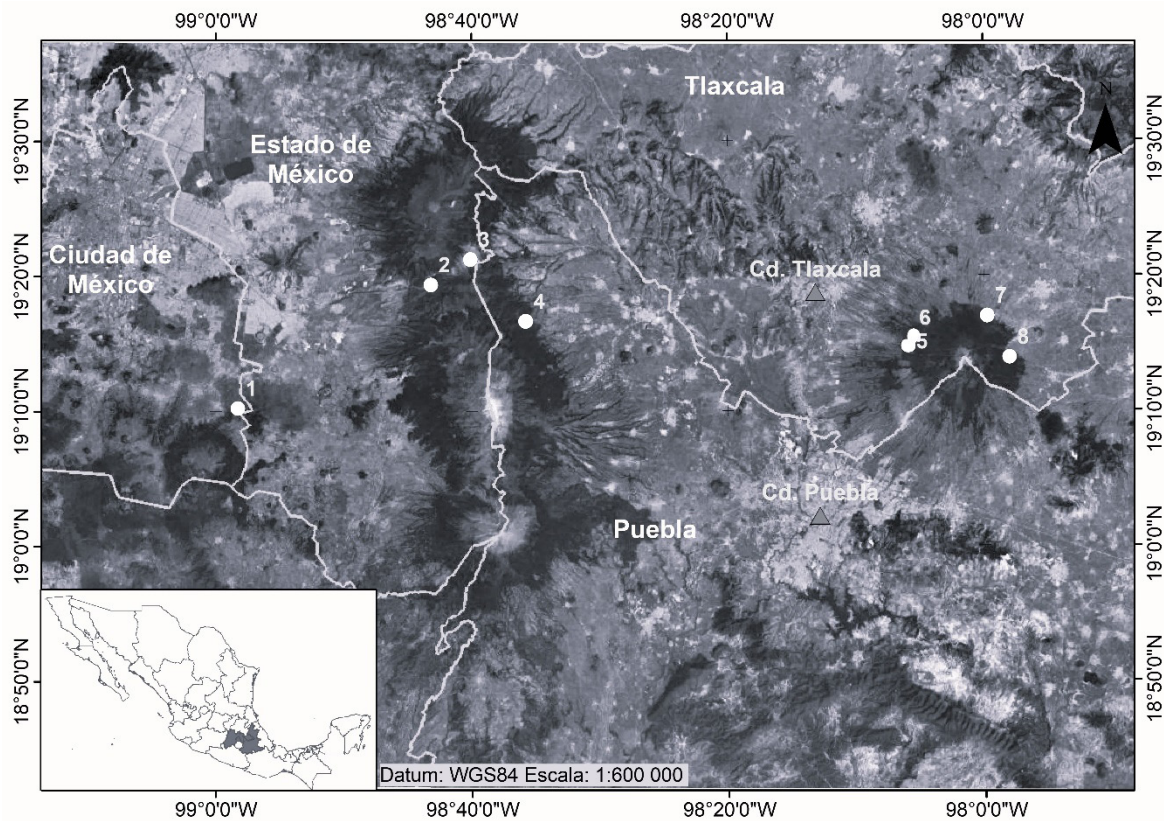 99°0'0"W 98°40'0"W 98°20'0"W 98°0'0"W
Tlaxcala
N
Estado de
México
19°30'0"N
19°30'0"N
Ciudad de
México
3
2
Cd. Tlaxcala
19°20'0"N
19°20'0"N
4
7
6
5
8
1
19°10'0"N
19°10'0"N
Cd. Puebla
Puebla
19°0'0"N
19°0'0"N
18°50'0"N
18°50'0"N
Datum: WGS84 Escala: 1:600 000
99°0'0"W 98°40'0"W 98°20'0"W 98°0'0"W